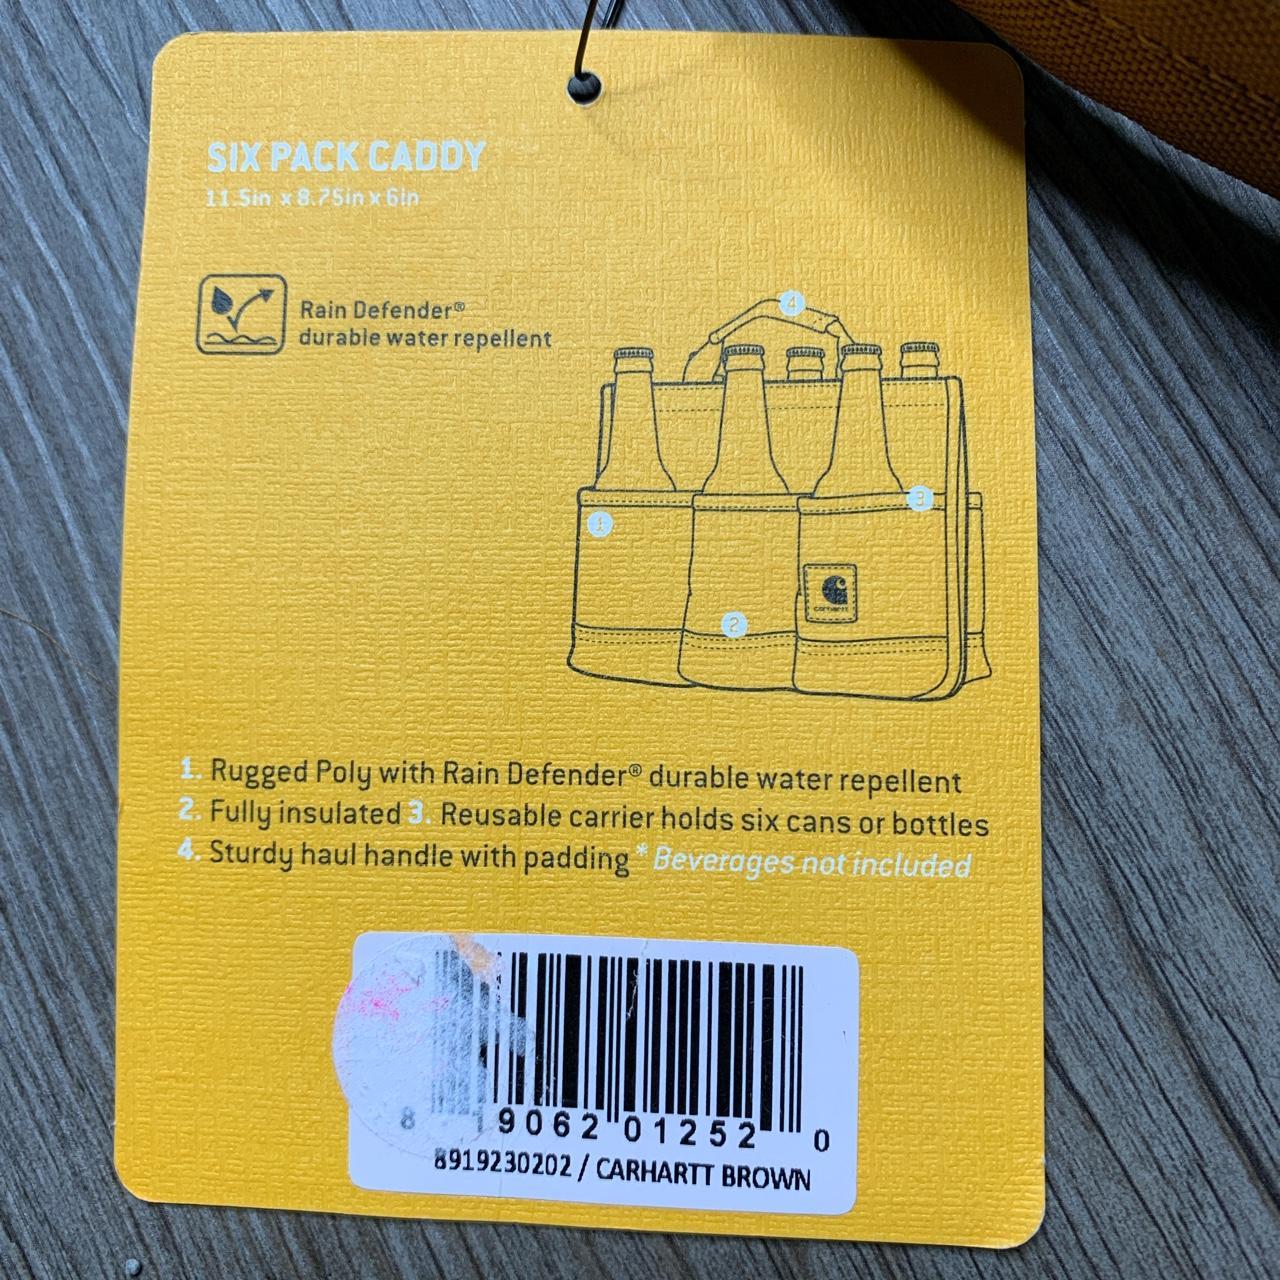 SIX PACK CADDY
11.5in x 8.75in x 6in
Rain Defender®
durable water repellent
4
3
1
carhartt
2
1. Rugged Poly with Rain Defender® durable water repellent
2. Fully insulated 3. Reusable carrier holds six cans or bottles
4. Sturdy haul handle with padding * Beverages not included
8 19062 01252 0
8919230202 / CARHARTT BROWN